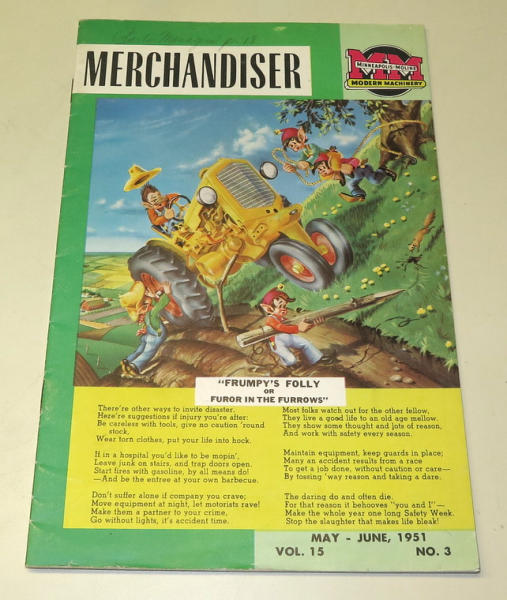 MERCHANDISER
MINNEAPOLIS-MOLINE
MM
MODERN MACHINERY
"FRUMPY'S FOLLY
OR
FUROR IN THE FURROWS"
There're other ways to invite disaster.
Here're suggestions if injury you're after:
Be careless with tools, give no caution 'round
stock,
Wear torn clothes, put your life into hock.
If in a hospital you'd like to be mopin',
Leave junk on stairs, and trap doors open.
Start fires with gasoline, by all means do!
—And be the entree at your own barbecue.
Don't suffer alone if company you crave;
Move equipment at night, let motorists rave!
Make them a partner to your crime,
Go without lights, it's accident time.
Most folks watch out for the other fellow,
They live a good life to an old age mellow.
They show some thought and lots of reason,
And work with safety every season.
Maintain equipment, keep guards in place;
Many an accident results from a race
To get a job done, without caution or care—
By tossing 'way reason and taking a dare.
The daring do and often die.
For that reason it behooves "you and I"—
Make the whole year one long Safety Week.
Stop the slaughter that makes life bleak!
MAY - JUNE, 1951
VOL. 15 NO. 3